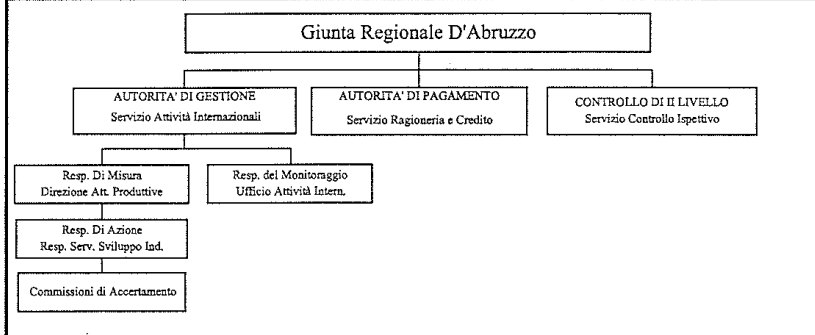 Giunta Regionale D'Abruzzo
AUTORITA' DI GESTIONE
Servizio Attività Internazionali
AUTORITA' DI PAGAMENTO
Servizio Ragioneria e Credito
CONTROLLO DI II LIVELLO
Servizio Controllo Ispettivo
Resp. Di Misura
Direzione Att. Produttive
Resp. del Monitoraggio
Ufficio Attività Intern.
Resp. Di Azione
Resp. Serv. Sviluppo Ind.
Commissioni di Accertamento